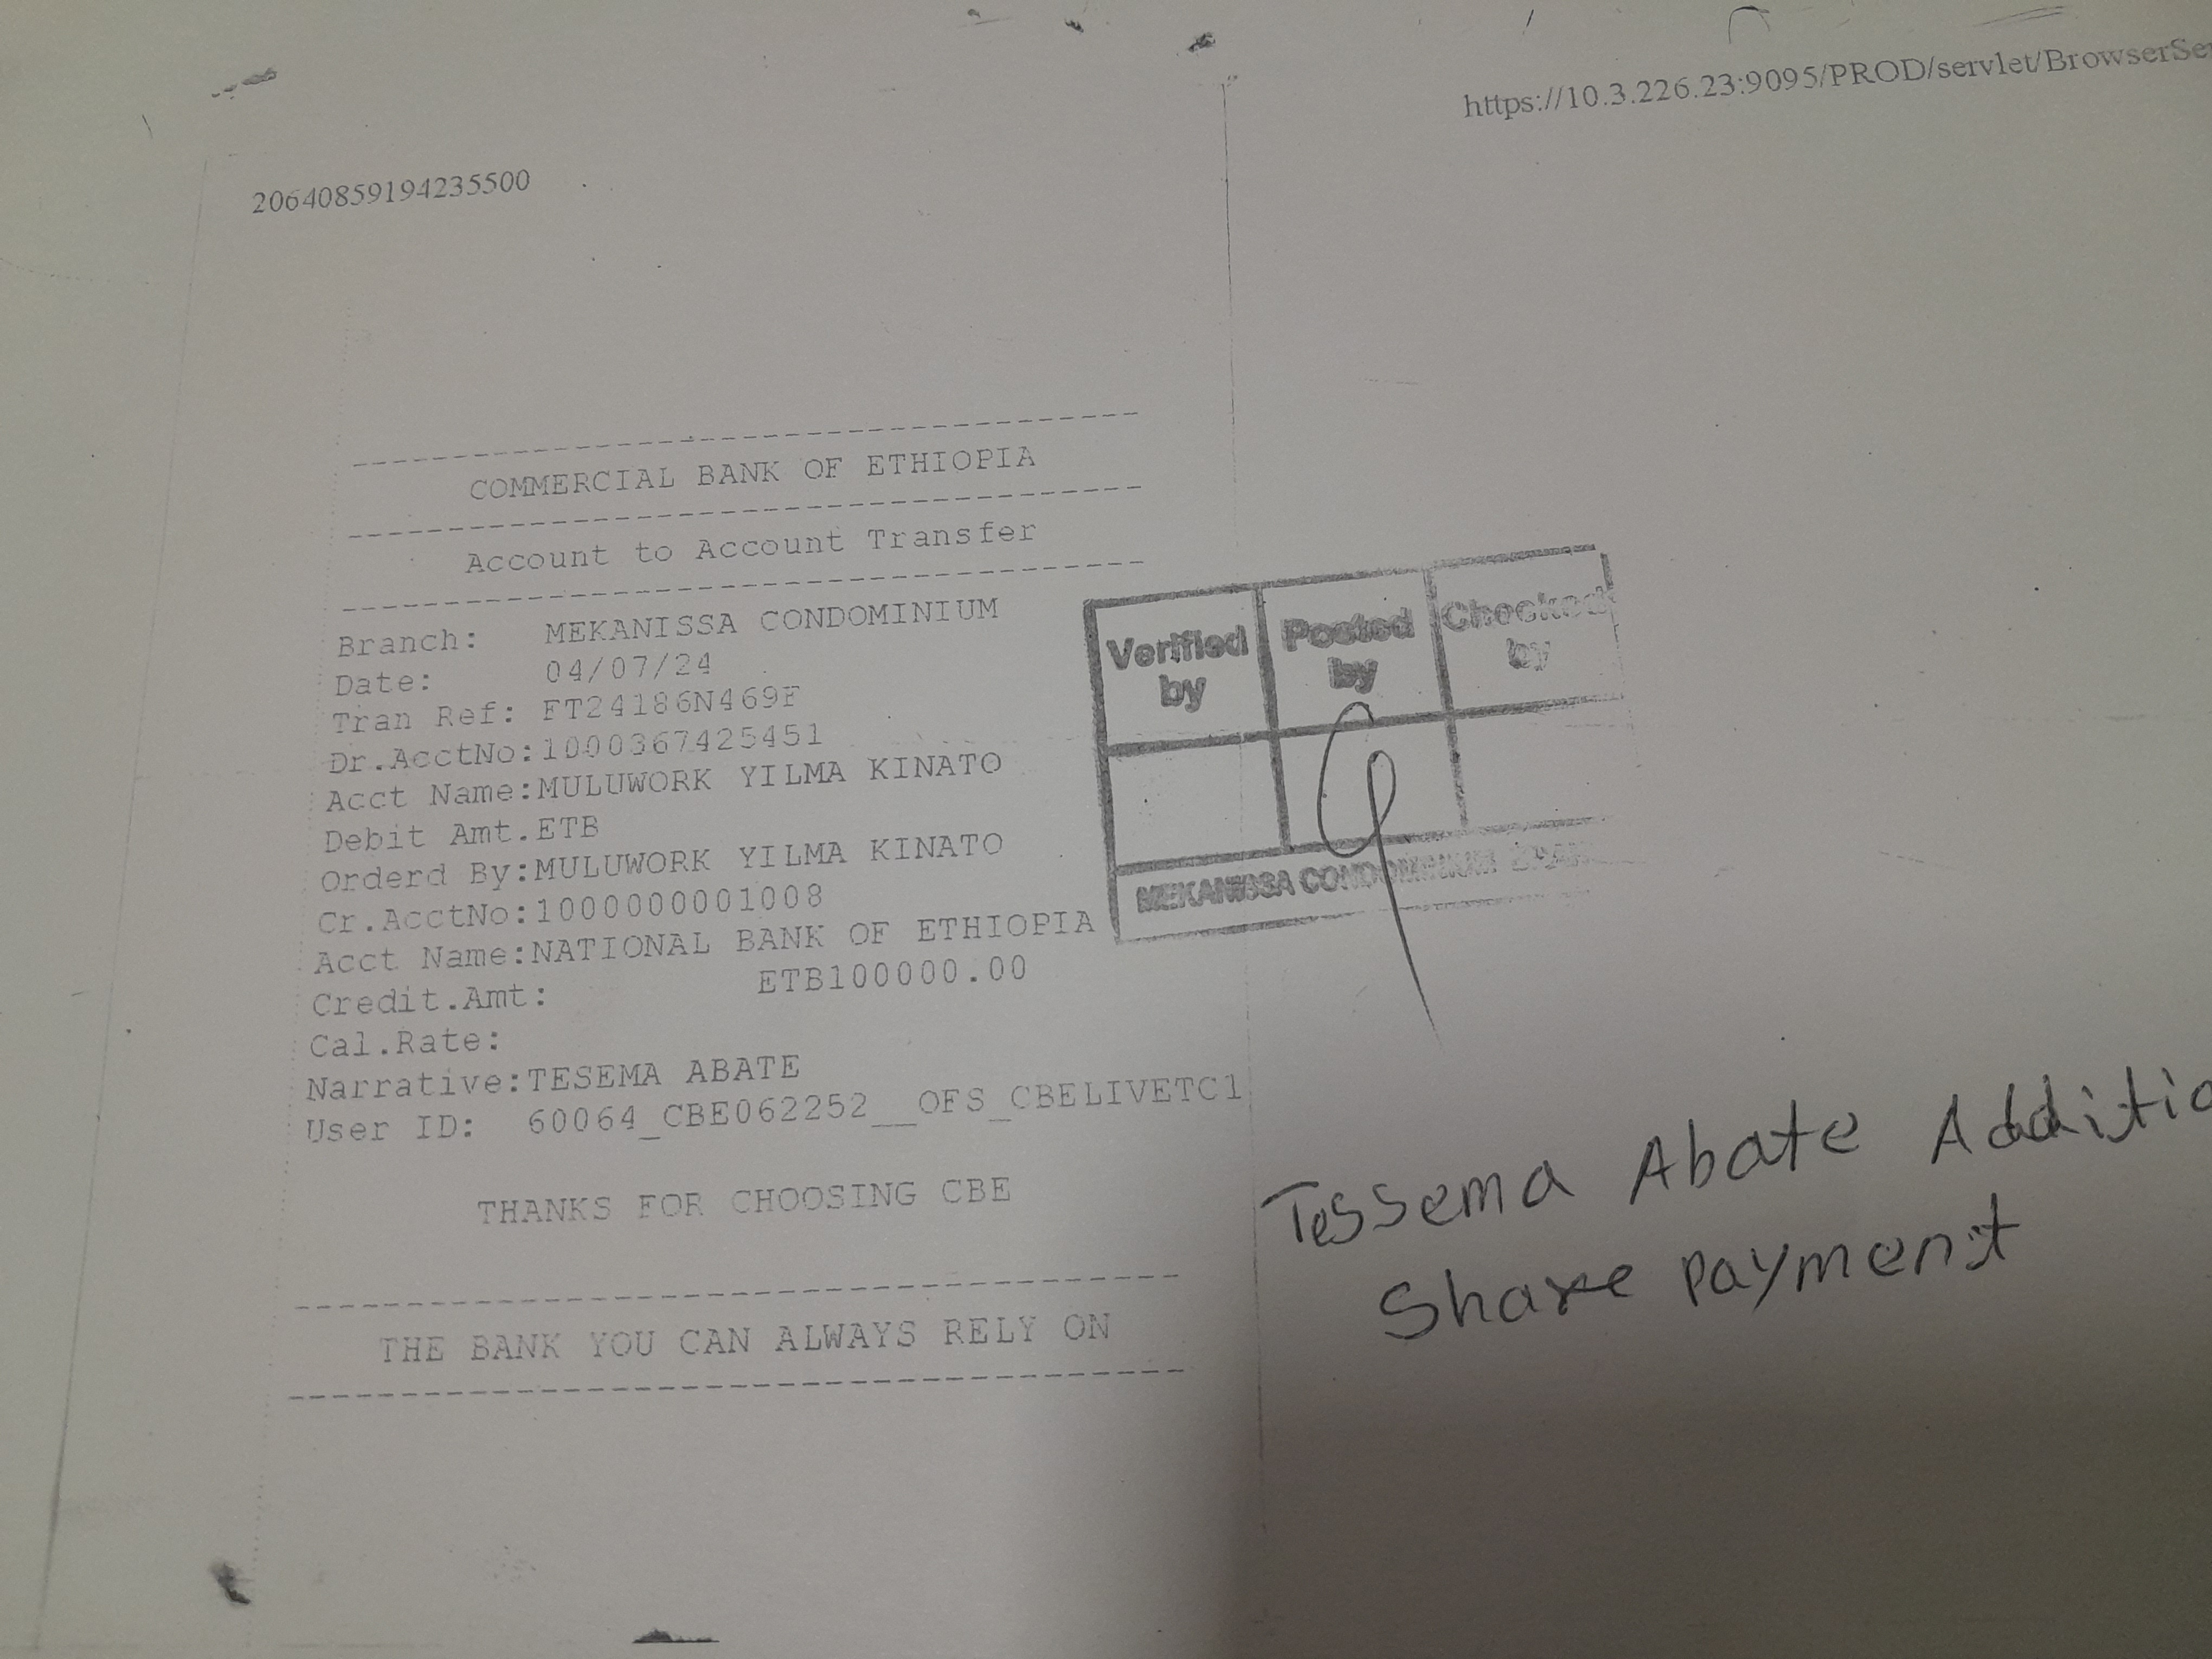 206408591942355​00
https://10.3.226.23:9095/PROD/servlet/BrowserSe
COMMERCIAL BANK OF ETHIOPIA
Account to Account Transfer
Branch: MEKANISSA CONDOMINIUM
Date: 04/07/24
Tran Ref: FT24186N469F
Dr.AcctNo:1000367425451
Acct Name:MULUWORK YILMA KINATO
Debit Amt.ETB
Orderd By:MULUWORK YILMA KINATO
Cr.AcctNo:1000000001008
Acct Name:NATIONAL BANK OF ETHIOPIA
Credit.Amt: ETB100000.00
Cal.Rate:
Narrative:TESEMA ABATE
User ID: 60064_CBE062252___OFS_CBELIVETC1
THANKS FOR CHOOSING CBE
THE BANK YOU CAN ALWAYS RELY ON
Verified by
Posted by
Checked by
MEKANISSA CONDOMINIUM
Tessema Abate Additio
Share payment